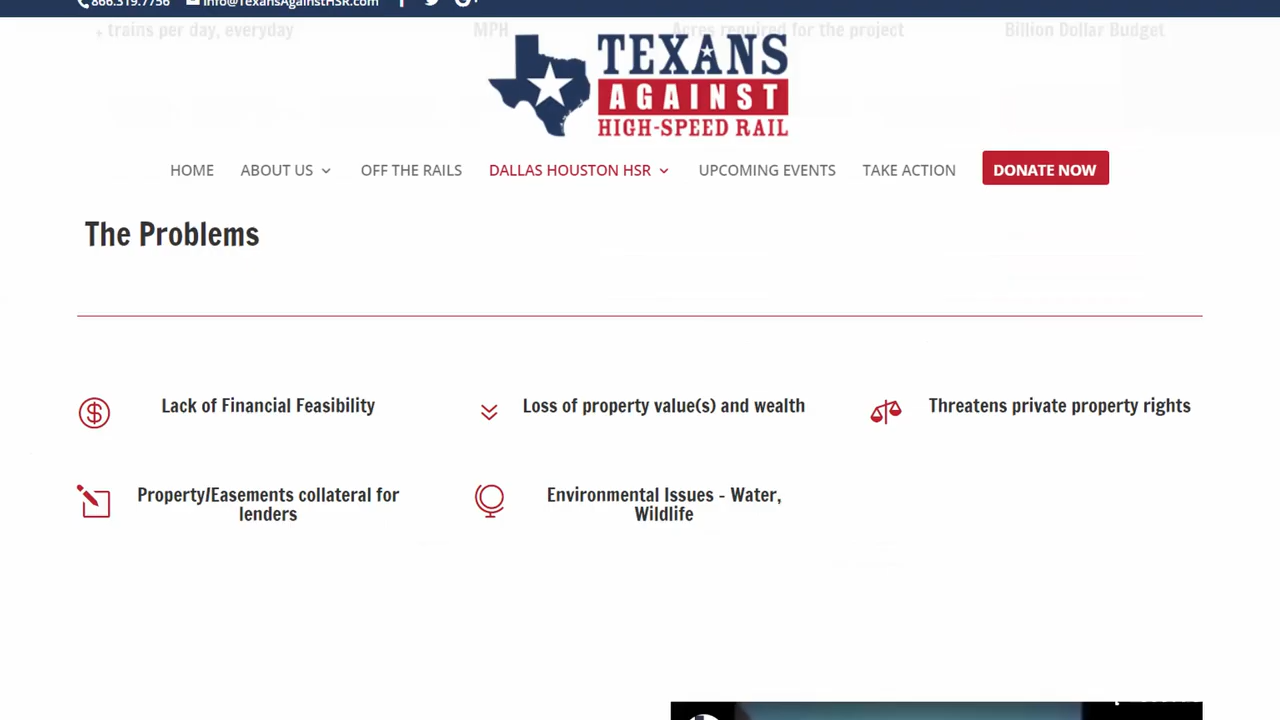 866.319.7756 info@TexansAgainstHSR.com
trains per day, everyday MPH Acres required for the project Billion Dollar Budget
TEXANS
AGAINST
HIGH-SPEED RAIL
HOME ABOUT US OFF THE RAILS DALLAS HOUSTON HSR UPCOMING EVENTS TAKE ACTION DONATE NOW
The Problems
Lack of Financial Feasibility Loss of property value(s) and wealth Threatens private property rights
Property/Easements collateral for
lenders
Environmental Issues - Water,
Wildlife